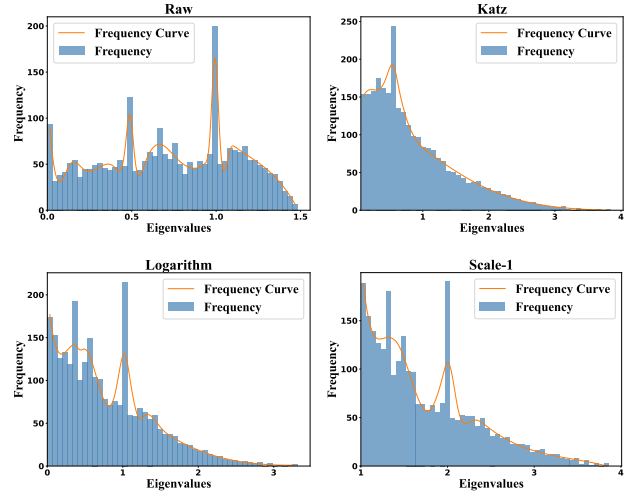 Raw
Frequency
200
150
100
50
0
Frequency Curve
Frequency
0.0 0.5 1.0 1.5
Eigenvalues
Katz
Frequency
250
200
150
100
50
0
Frequency Curve
Frequency
1 2 3 4
Eigenvalues
Logarithm
Frequency
200
150
100
50
0
Frequency Curve
Frequency
0 1 2 3
Eigenvalues
Scale-1
Frequency
150
100
50
0
Frequency Curve
Frequency
1 2 3 4
Eigenvalues